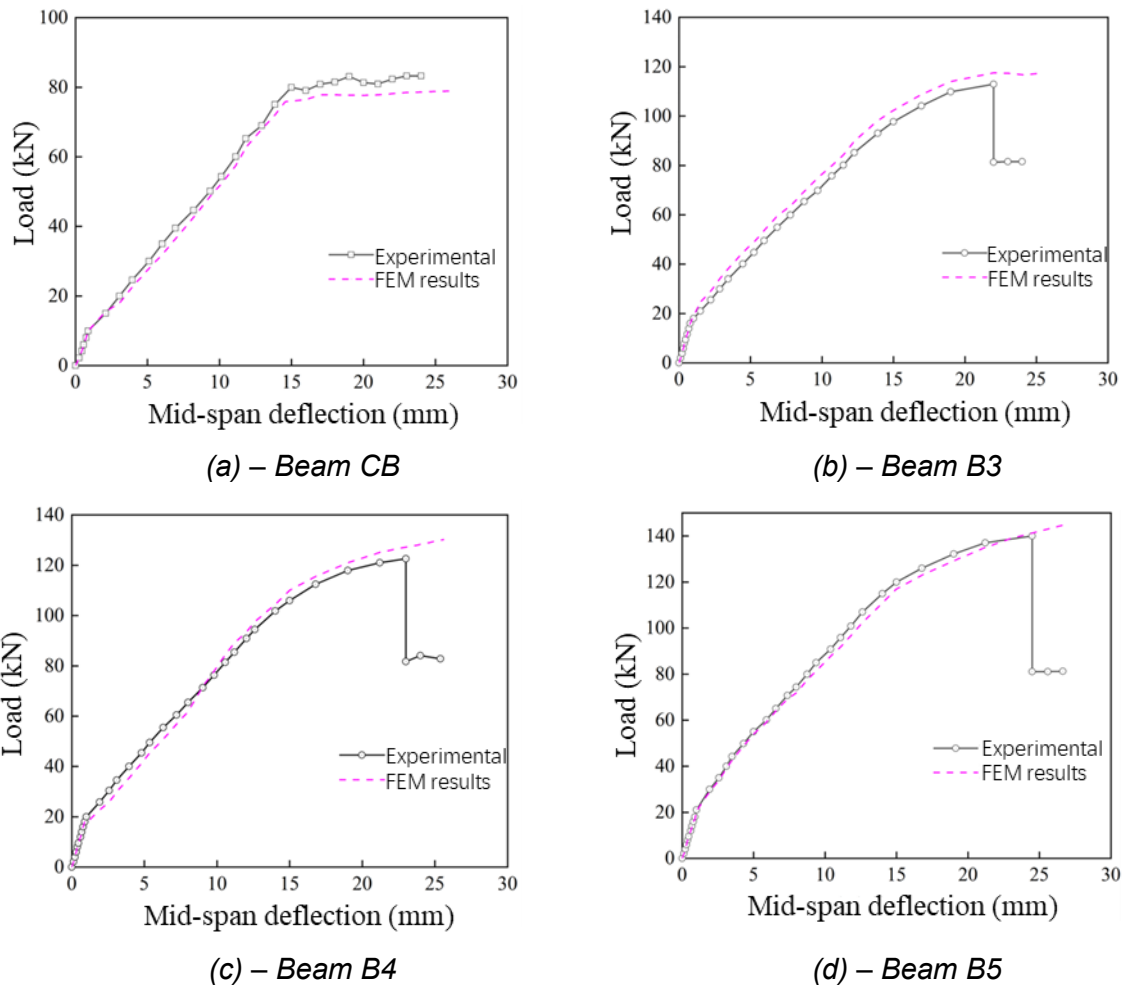 100
80
60
40
20
0
0 5 10 15 20 25 30
Load (kN)
Experimental
FEM results
Mid-span deflection (mm)
(a) – Beam CB
140
120
100
80
60
40
20
0
0 5 10 15 20 25 30
Load (kN)
Experimental
FEM results
Mid-span deflection (mm)
(b) – Beam B3
140
120
100
80
60
40
20
0
0 5 10 15 20 25 30
Load (kN)
Experimental
FEM results
Mid-span deflection (mm)
(c) – Beam B4
140
120
100
80
60
40
20
0
0 5 10 15 20 25 30
Load (kN)
Experimental
FEM results
Mid-span deflection (mm)
(d) – Beam B5